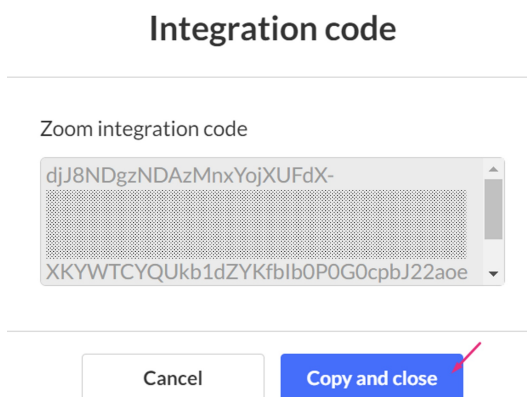 Integration code
Zoom integration code
djJ8NDgzNDAzMnxYojXUFdX-
XKYWTCYQUkb1dZYKfbIb0P0G0cpbJ22aoe
Cancel
Copy and close